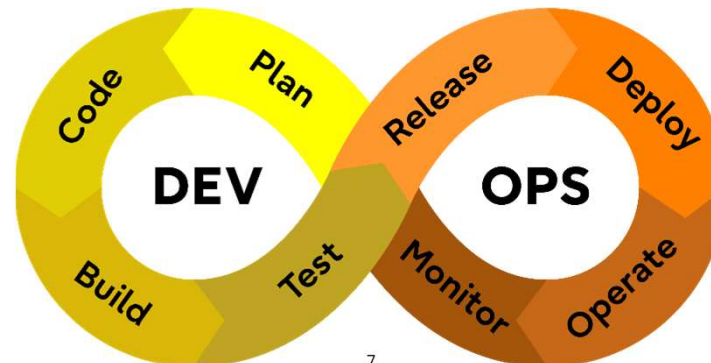 Plan
Code
Build
Test
DEV
Release
Deploy
Operate
Monitor
OPS
7